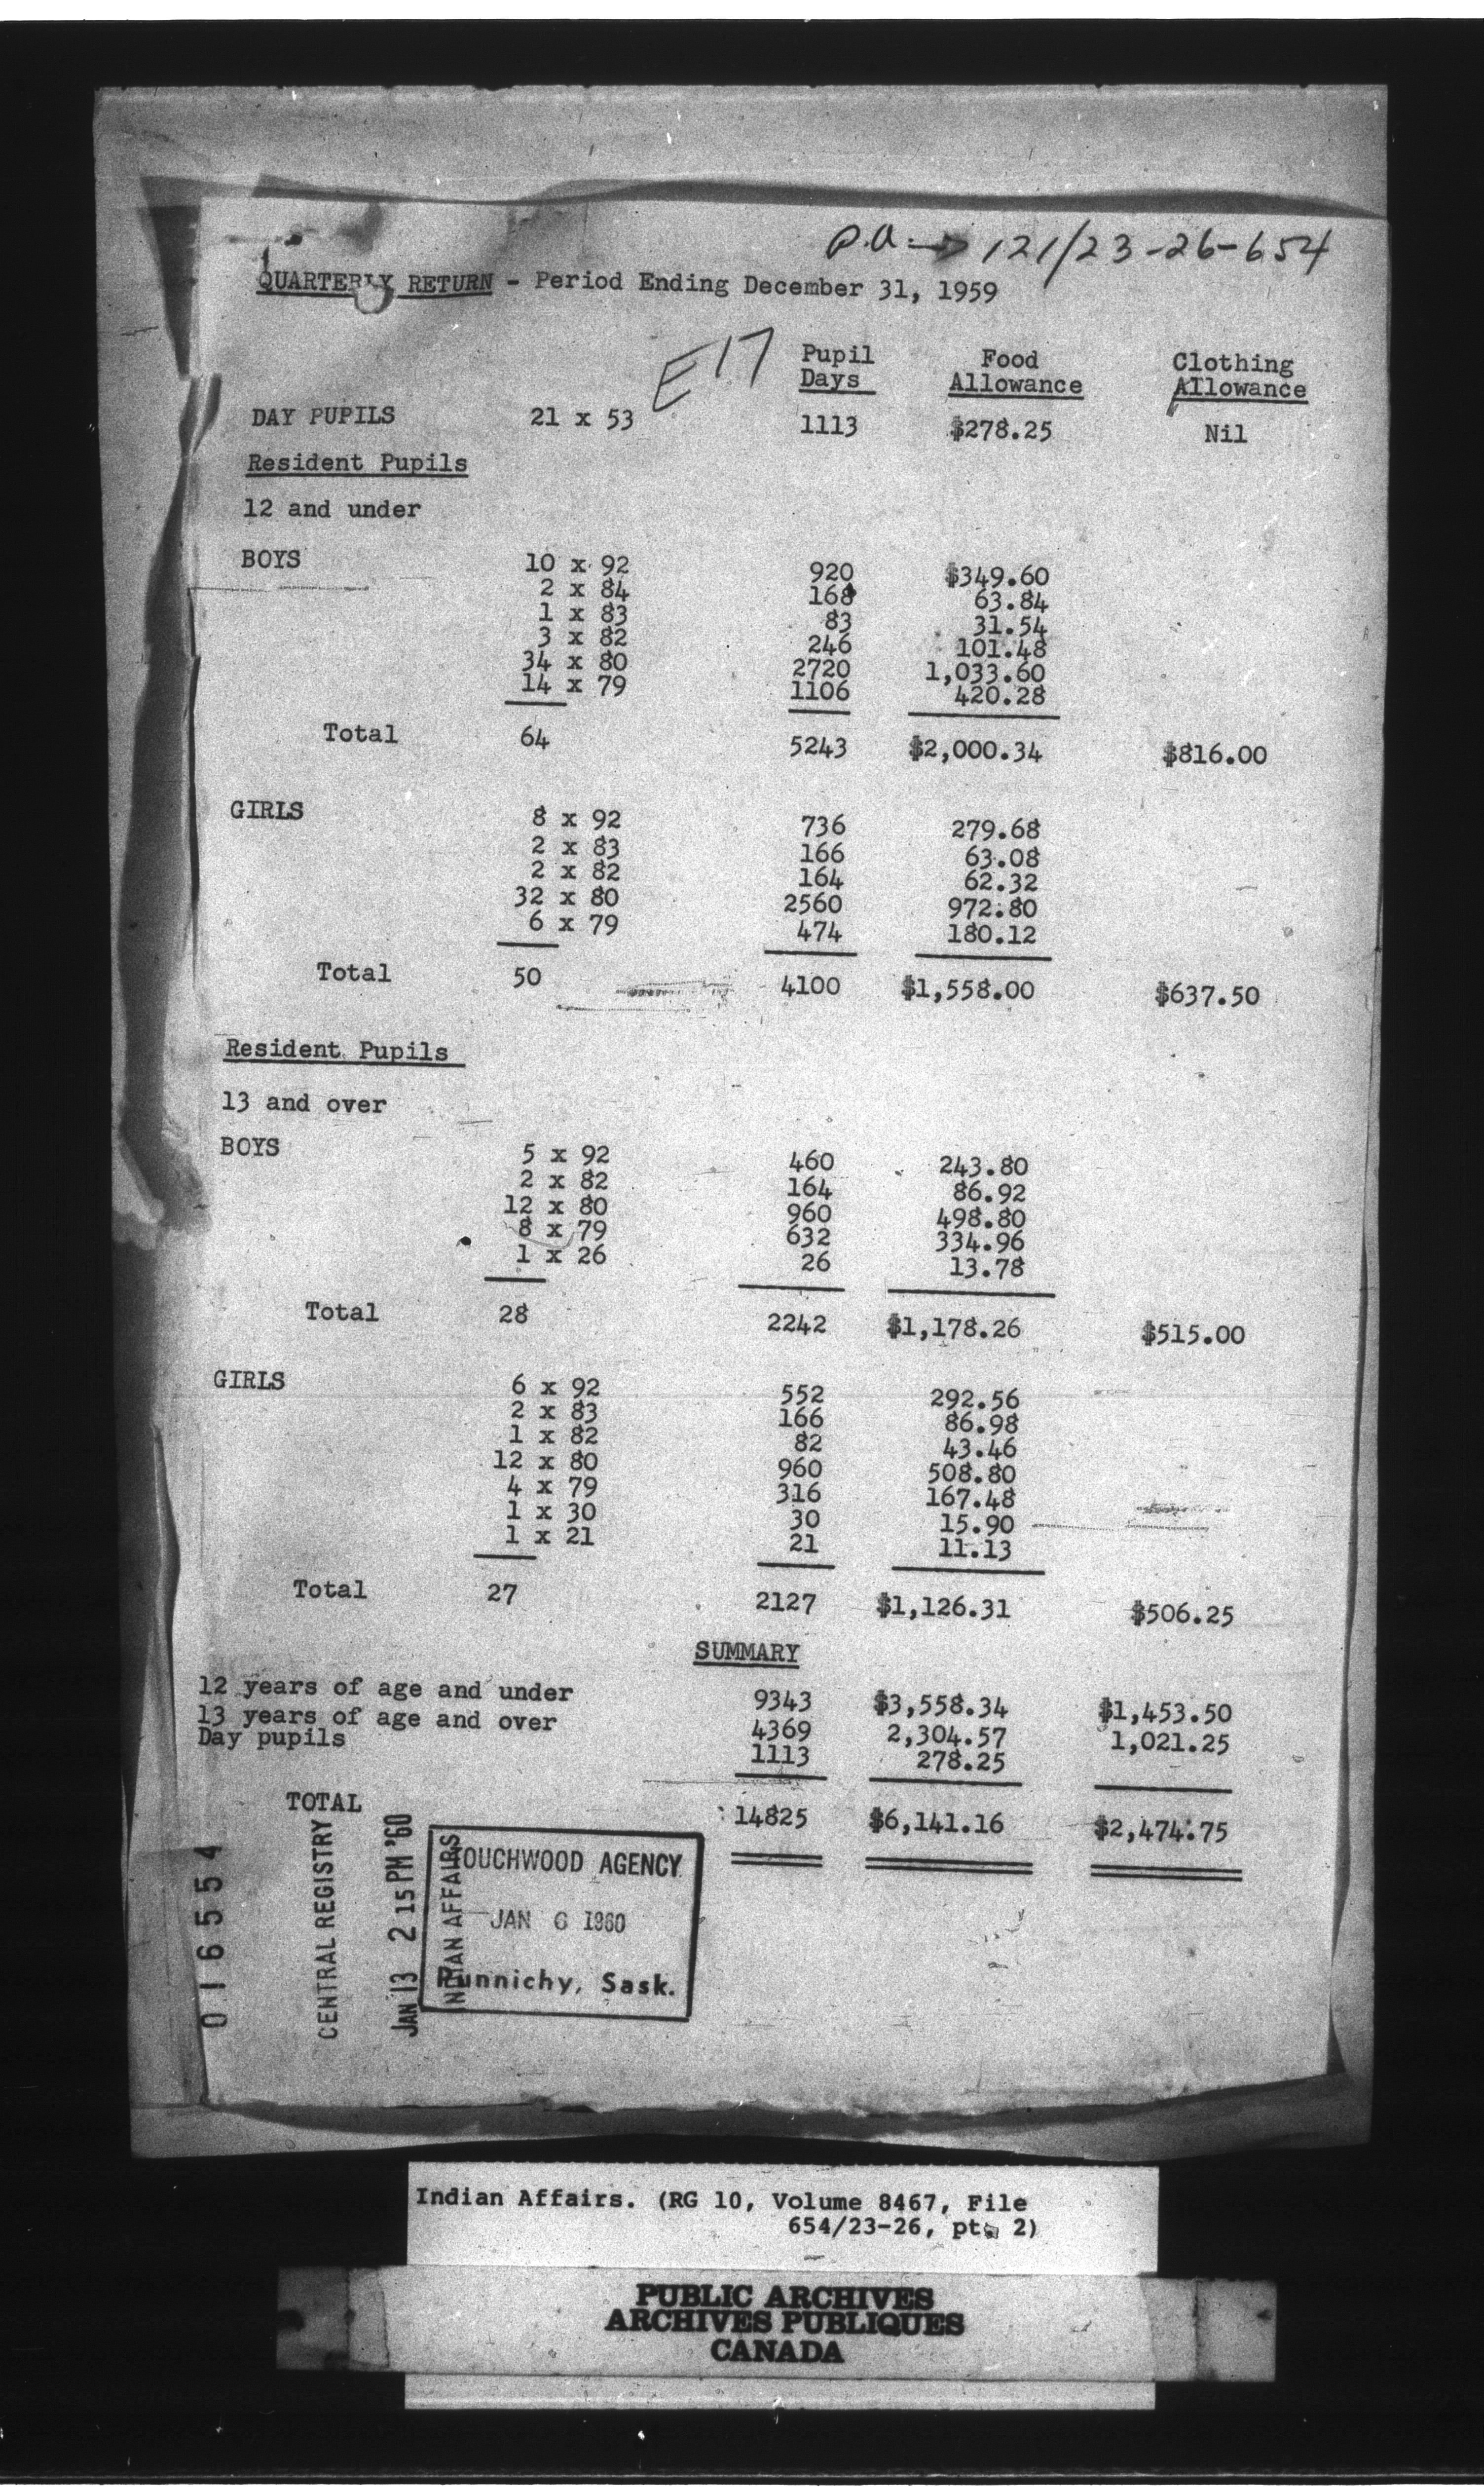 P.A. → 121/23-26-654
QUARTERLY RETURN - Period Ending December 31, 1959
E17
Pupil Days Food Allowance Clothing Allowance
DAY PUPILS 21 x 53 1113 $278.25 Nil
Resident Pupils
12 and under
BOYS 10 x 92 920 $349.60
2 x 84 168 63.84
1 x 83 83 31.54
3 x 82 246 101.48
34 x 80 2720 1,033.60
14 x 79 1106 420.28
Total 64 5243 $2,000.34 $816.00
GIRLS 8 x 92 736 279.68
2 x 83 166 63.08
2 x 82 164 62.32
32 x 80 2560 972.80
6 x 79 474 180.12
Total 50 4100 $1,558.00 $637.50
Resident Pupils
13 and over
BOYS 5 x 92 460 243.80
2 x 82 164 86.92
12 x 80 960 498.80
8 x 79 632 334.96
1 x 26 26 13.78
Total 28 2242 $1,178.26 $515.00
GIRLS 6 x 92 552 292.56
2 x 83 166 86.98
1 x 82 82 43.46
12 x 80 960 508.80
4 x 79 316 167.48
1 x 30 30 15.90
1 x 21 21 11.13
Total 27 2127 $1,126.31 $506.25
SUMMARY
12 years of age and under 9343 $3,558.34 $1,453.50
13 years of age and over 4369 2,304.57 1,021.25
Day pupils 1113 278.25
TOTAL 14825 $6,141.16 $2,474.75
016554
CENTRAL REGISTRY
JAN 13 2 15 PM '60
INDIAN AFFAIRS
TOUCHWOOD AGENCY
JAN 6 1960
Punnichy, Sask.
Indian Affairs. (RG 10, Volume 8467, File
654/23-26, pt. 2)
PUBLIC ARCHIVES
ARCHIVES PUBLIQUES
CANADA